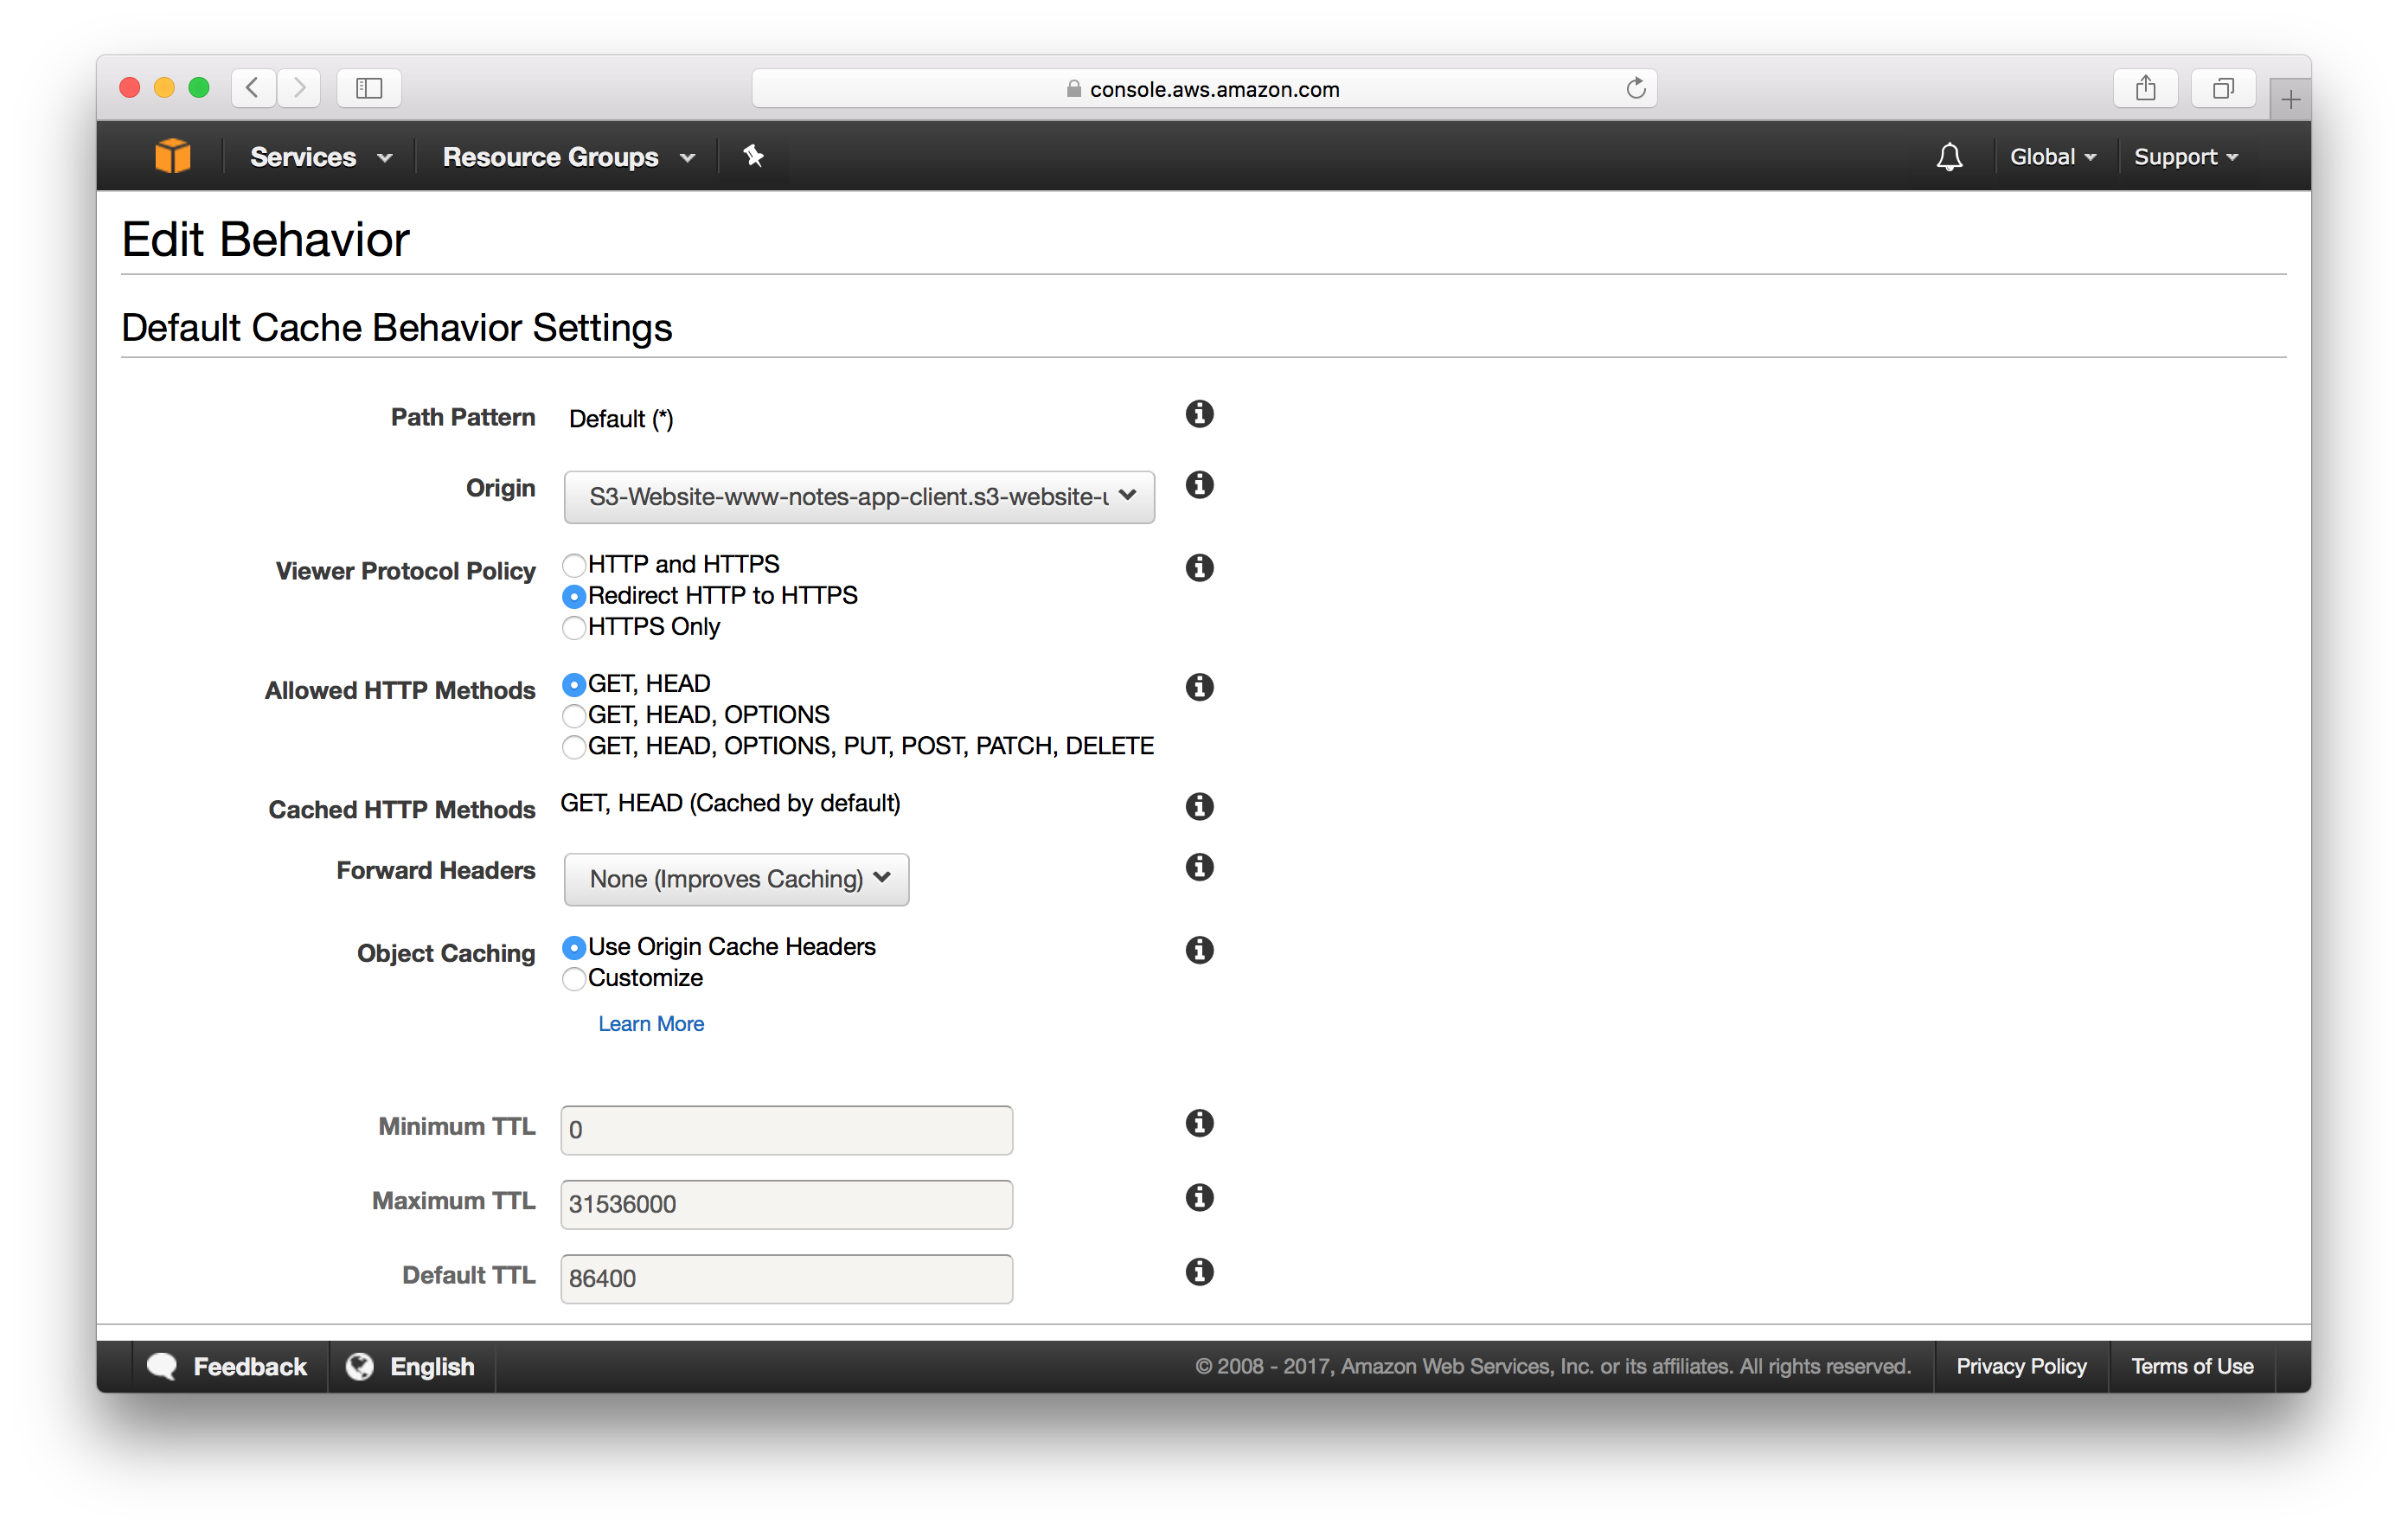 console.aws.amazon.com
Services Resource Groups Global Support
Edit Behavior
Default Cache Behavior Settings
Path Pattern Default (*)
Origin S3-Website-www-notes-app-client.s3-website-u
Viewer Protocol Policy HTTP and HTTPS
Redirect HTTP to HTTPS
HTTPS Only
Allowed HTTP Methods GET, HEAD
GET, HEAD, OPTIONS
GET, HEAD, OPTIONS, PUT, POST, PATCH, DELETE
Cached HTTP Methods GET, HEAD (Cached by default)
Forward Headers None (Improves Caching)
Object Caching Use Origin Cache Headers
Customize
Learn More
Minimum TTL 0
Maximum TTL 31536000
Default TTL 86400
Feedback English © 2008 - 2017, Amazon Web Services, Inc. or its affiliates. All rights reserved. Privacy Policy Terms of Use